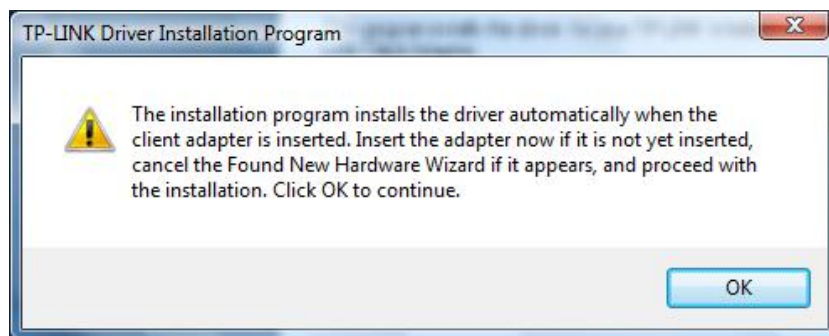 TP-LINK Driver Installation Program
The installation program installs the driver automatically when the
client adapter is inserted. Insert the adapter now if it is not yet inserted,
cancel the Found New Hardware Wizard if it appears, and proceed with
the installation. Click OK to continue.
OK